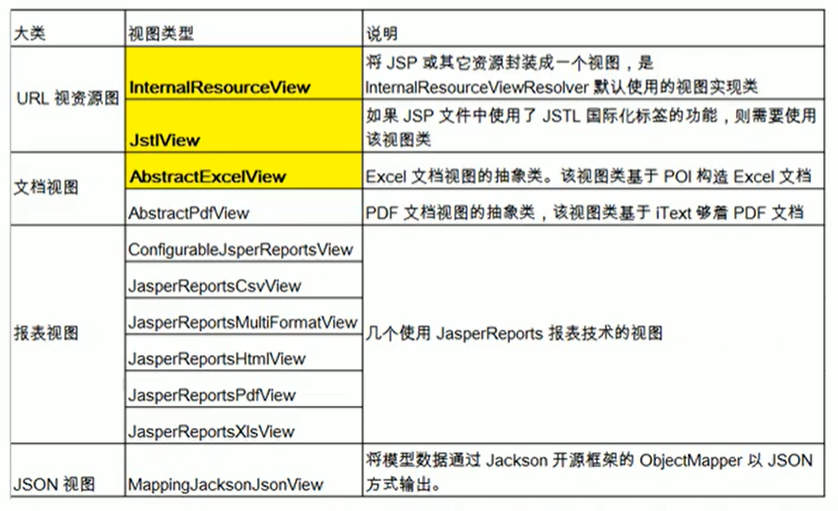 大类 视图类型 说明
URL 视资源图
InternalResourceView
将 JSP 或其它资源封装成一个视图，是
InternalResourceViewResolver 默认使用的视图实现类
JstlView
如果 JSP 文件中使用了 JSTL 国际化标签的功能，则需要使用
该视图类
文档视图
AbstractExcelView
Excel 文档视图的抽象类。该视图类基于 POI 构造 Excel 文档
AbstractPdfView
PDF 文档视图的抽象类，该视图类基于 iText 够着 PDF 文档
报表视图
ConfigurableJsperReportsView
JasperReportsCsvView
JasperReportsMultiFormatView
JasperReportsHtmlView
JasperReportsPdfView
JasperReportsXlsView
几个使用 JasperReports 报表技术的视图
JSON 视图
MappingJacksonJsonView
将模型数据通过 Jackson 开源框架的 ObjectMapper 以 JSON
方式输出。